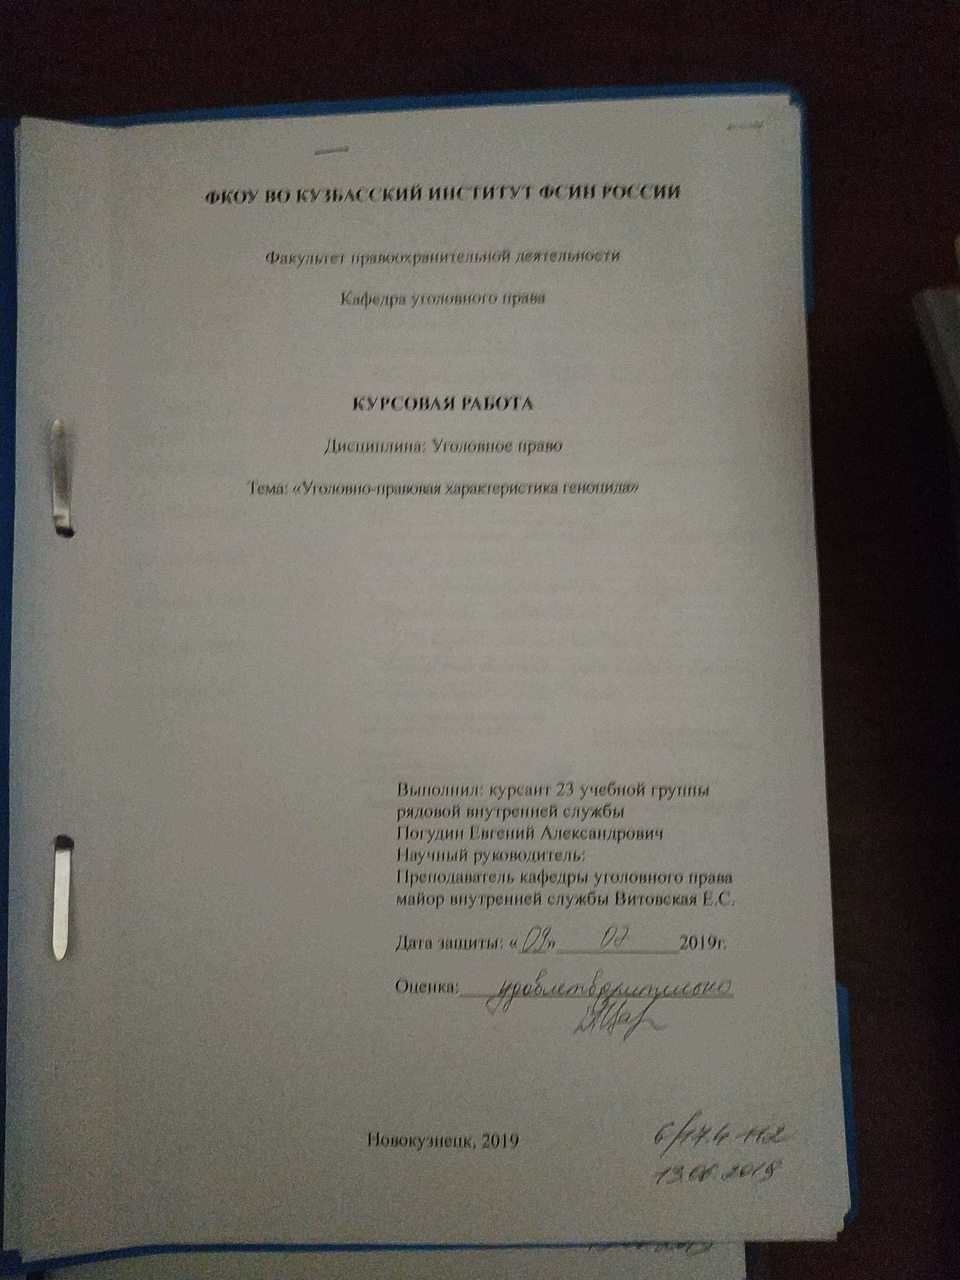 ФКОУ ВО КУЗБАССКИЙ ИНСТИТУТ ФСИН РОССИИ
Факультет правоохранительной деятельности
Кафедра уголовного права
КУРСОВАЯ РАБОТА
Дисциплина: Уголовное право
Тема: «Уголовно-правовая характеристика геноцида»
Выполнил: курсант 23 учебной группы
рядовой внутренней службы
Погудин Евгений Александрович
Научный руководитель:
Преподаватель кафедры уголовного права
майор внутренней службы Витовская Е.С.
Дата защиты: «09» 07 2019г.
Оценка: удовлетворительно
Новокузнецк, 2019
13.06.2019